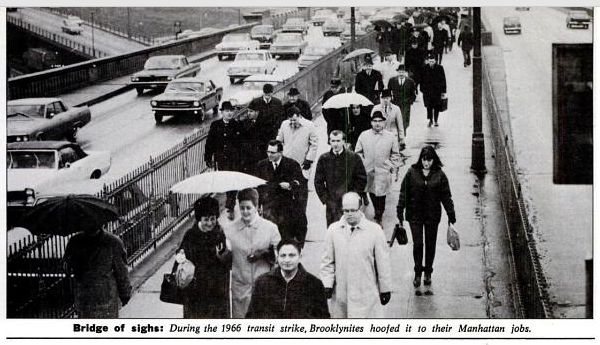 Bridge of sighs: During the 1966 transit strike, Brooklynites hoofed it to their Manhattan jobs.